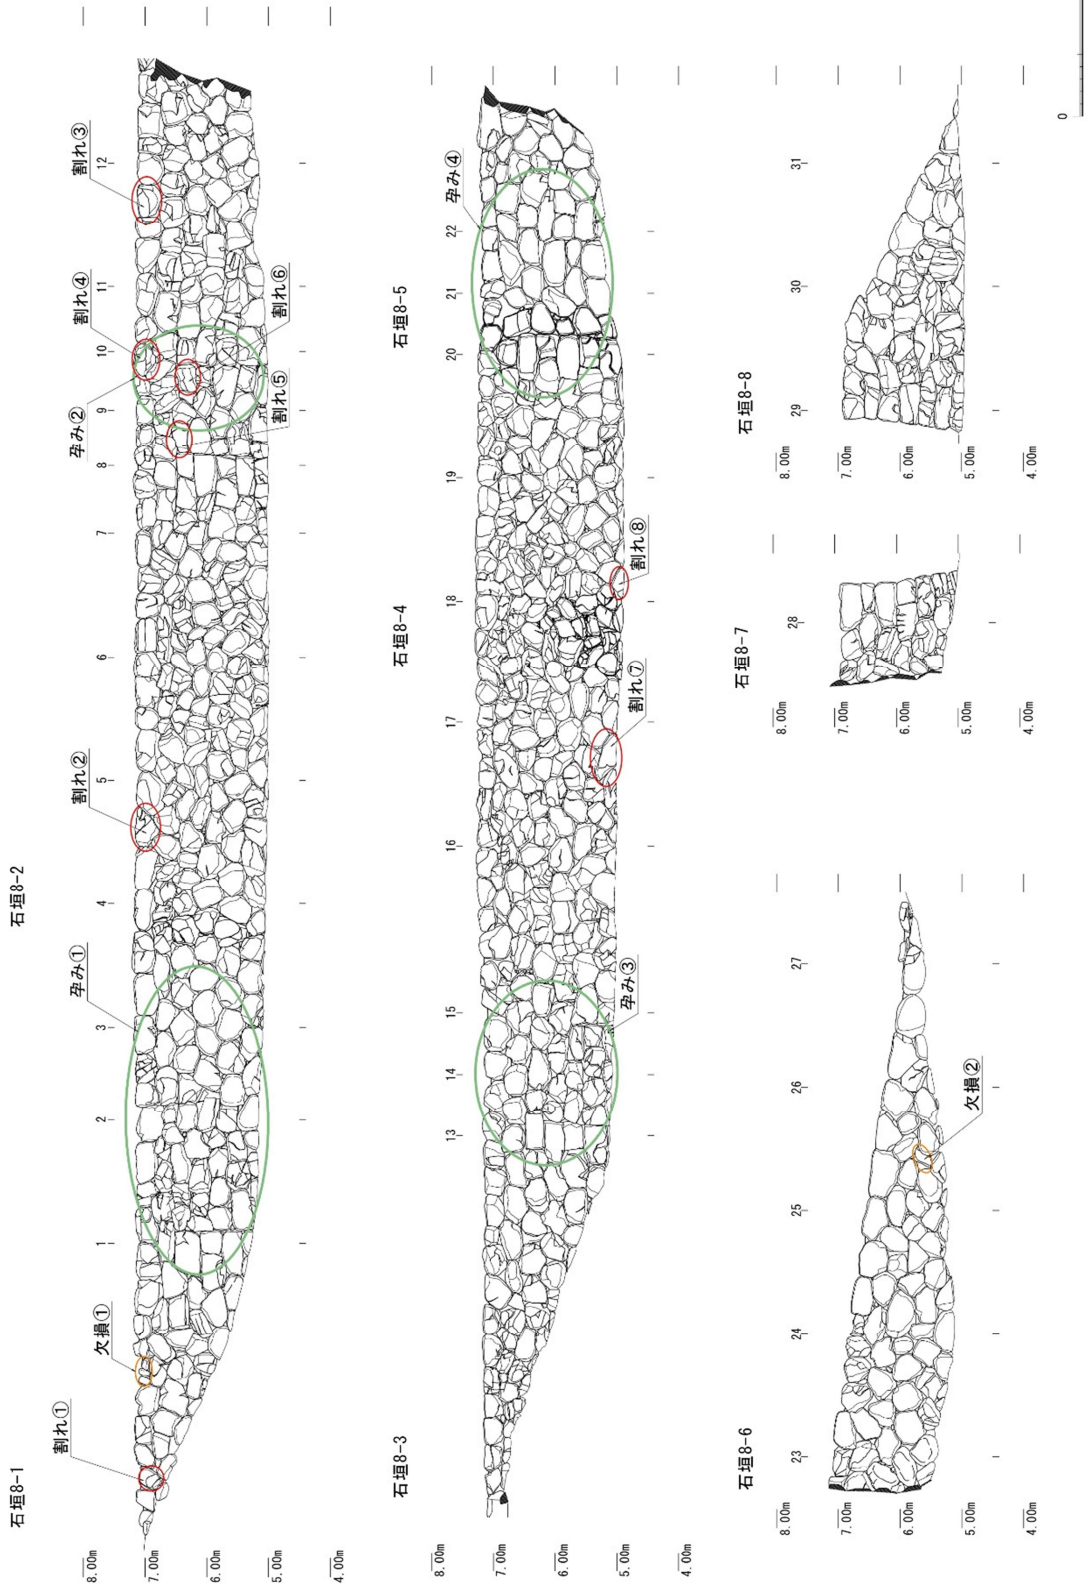 石垣8-1
石垣8-2
割れ①
欠損①
孕み①
割れ②
孕み②
割れ④
割れ③
割れ⑤
割れ⑥
1
2
3
4
5
6
7
8
9
10
11
12
8.00m
7.00m
6.00m
5.00m
4.00m
石垣8-3
石垣8-4
石垣8-5
孕み④
孕み③
割れ⑦
割れ⑧
13
14
15
16
17
18
19
20
21
22
8.00m
7.00m
6.00m
5.00m
4.00m
石垣8-6
23
24
25
26
27
欠損②
8.00m
7.00m
6.00m
5.00m
4.00m
石垣8-7
28
8.00m
7.00m
6.00m
5.00m
4.00m
石垣8-8
29
30
31
8.00m
7.00m
6.00m
5.00m
4.00m
0